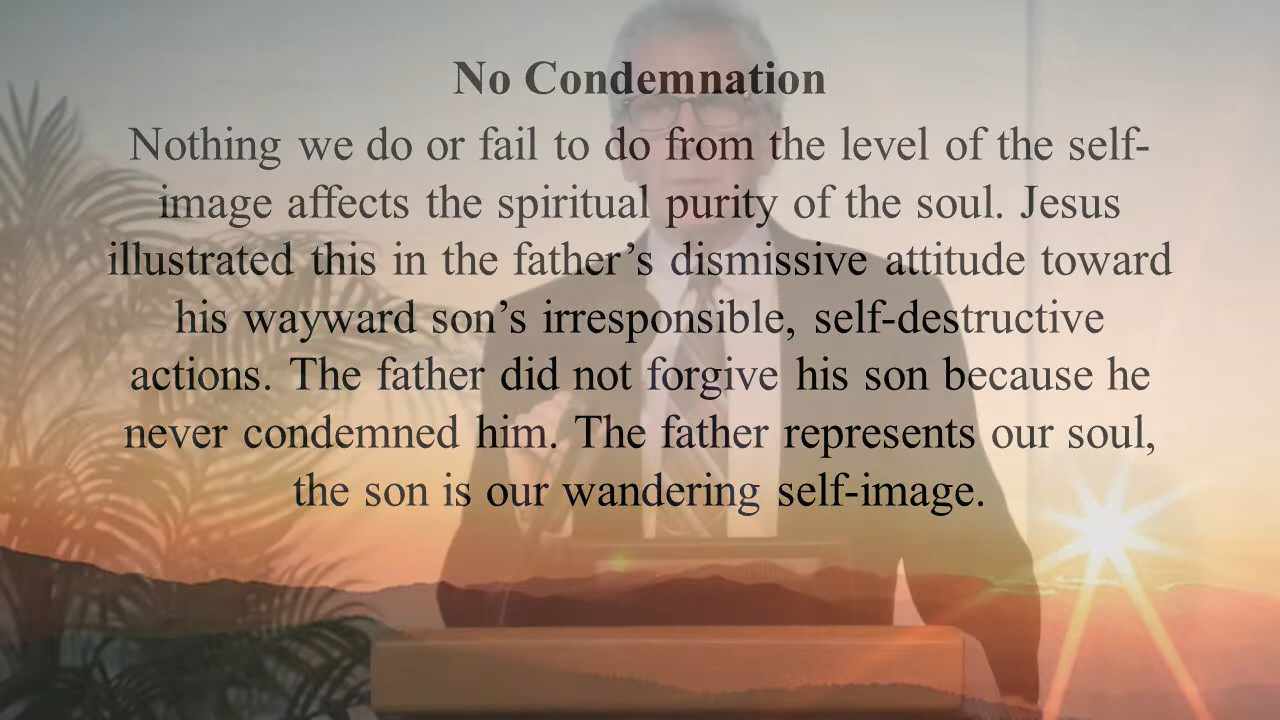 No Condemnation
Nothing we do or fail to do from the level of the self-
image affects the spiritual purity of the soul. Jesus
illustrated this in the father’s dismissive attitude toward
his wayward son’s irresponsible, self-destructive
actions. The father did not forgive his son because he
never condemned him. The father represents our soul,
the son is our wandering self-image.